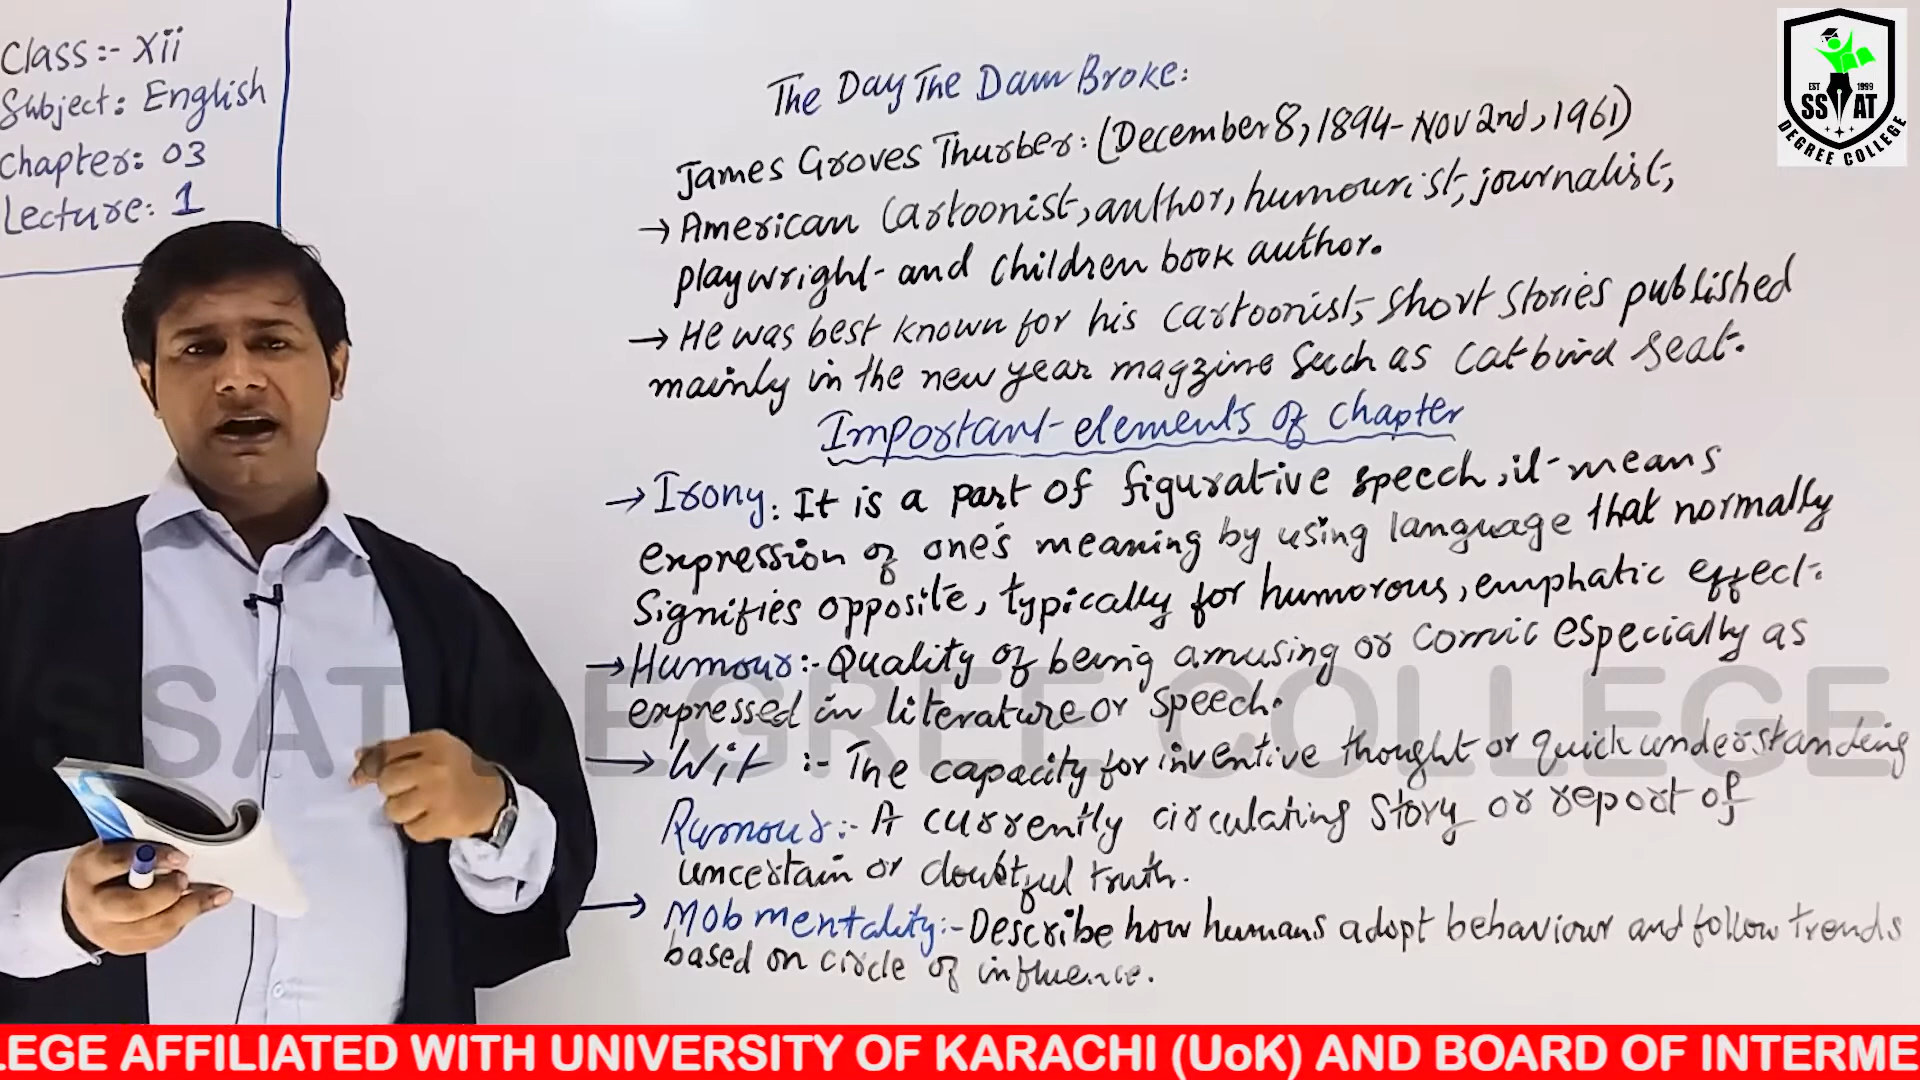 Class:- Xii
Subject: English
Chapter: 03
Lecture: 1
The Day The Dam Broke:
James Groves Thurber: (December 8, 1894- Nov 2nd, 1961)
→ American Cartoonist, author, humourist, journalist,
playwright- and children book author.
→ He was best known for his cartoonist, short stories published
mainly in the new year magzine such as Catbird Seat.
Important elements of chapter
→ Irony: It is a part of figurative speech, it means
expression of one's meaning by using language that normally
Signifies opposite, typically for humorous, emphatic effect.
→ Humour:- Quality of being amusing or comic especially as
expressed in literature or speech.
→ Wit :- The capacity for inventive thought or quick understanding
Rumour:- A currently circulating story or report of
uncertain or doubtful truth.
→ Mob mentality:- Describe how humans adopt behaviour and follow trends
based on circle of influence.
EST 1999
SSAT
DEGREE COLLEGE
SSAT DEGREE COLLEGE
LEGE AFFILIATED WITH UNIVERSITY OF KARACHI (UoK) AND BOARD OF INTERME